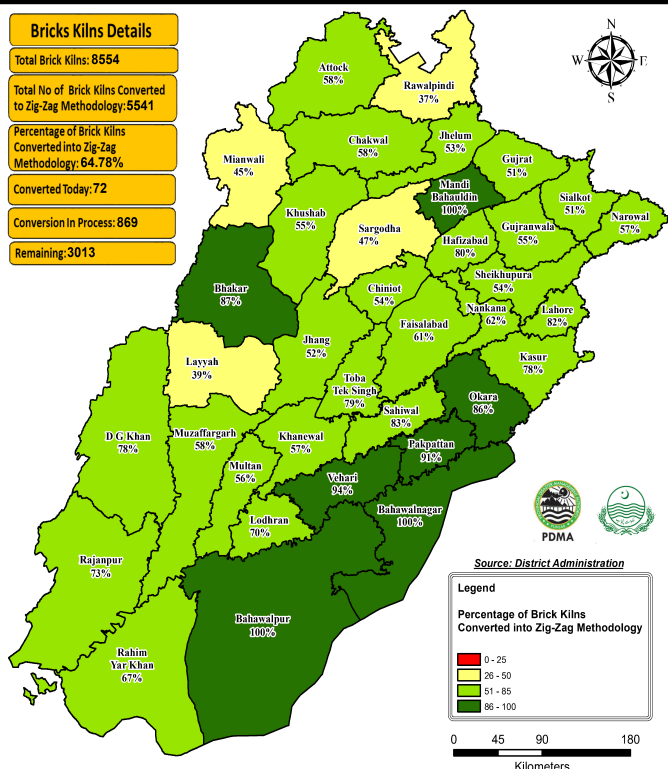 Bricks Kilns Details
Total Brick Kilns: 8554
Total No of Brick Kilns Converted
to Zig-Zag Methodology:5541
Percentage of Brick Kilns
Converted into Zig-Zag
Methodology: 64.78%
Converted Today: 72
Conversion In Process: 869
Remaining:3013
N
W
E
S
Attock
58%
Rawalpindi
37%
Chakwal
58%
Jhelum
53%
Mianwali
45%
Gujrat
51%
Mandi
Bahauldin
100%
Sialkot
51%
Narowal
57%
Khushab
55%
Sargodha
47%
Hafizabad
80%
Gujranwala
55%
Sheikhupura
54%
Bhakar
87%
Chiniot
54%
Nankana
62%
Lahore
82%
Faisalabad
61%
Jhang
52%
Kasur
78%
Layyah
39%
Toba
Tek Singh
79%
Okara
86%
Sahiwal
83%
D G Khan
78%
Muzaffargarh
58%
Khanewal
57%
Pakpattan
91%
Multan
56%
Vehari
94%
Bahawalnagar
100%
Lodhran
70%
Rajanpur
73%
Bahawalpur
100%
Rahim
Yar Khan
67%
PDMA
Source: District Administration
Legend
Percentage of Brick Kilns
Converted into Zig-Zag Methodology
0 - 25
26 - 50
51 - 85
86 - 100
0 45 90 180
Kilometers